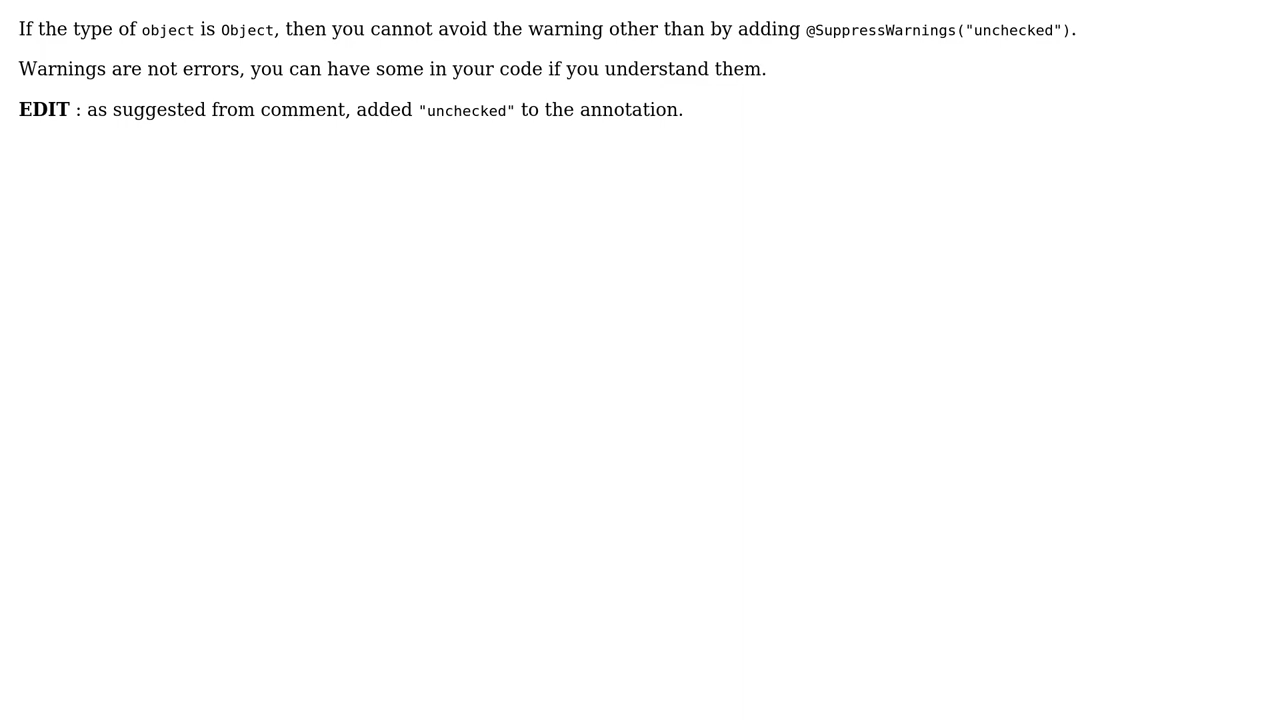 If the type of object is Object, then you cannot avoid the warning other than by adding @SuppressWarnings("unchecked").
Warnings are not errors, you can have some in your code if you understand them.
EDIT : as suggested from comment, added "unchecked" to the annotation.